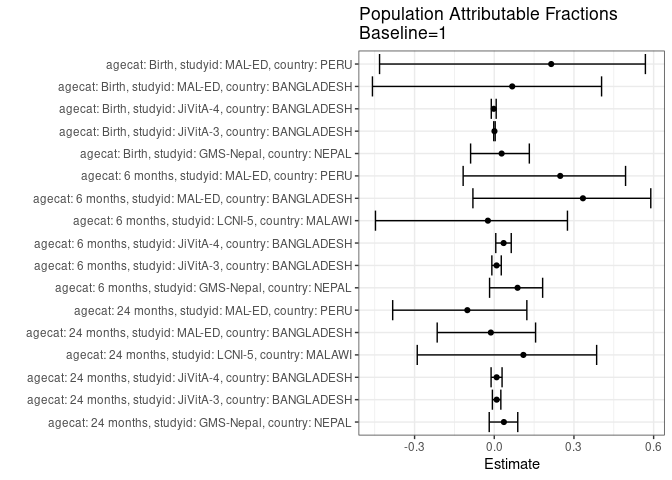 Population Attributable Fractions
Baseline=1
agecat: Birth, studyid: MAL-ED, country: PERU
agecat: Birth, studyid: MAL-ED, country: BANGLADESH
agecat: Birth, studyid: JiVitA-4, country: BANGLADESH
agecat: Birth, studyid: JiVitA-3, country: BANGLADESH
agecat: Birth, studyid: GMS-Nepal, country: NEPAL
agecat: 6 months, studyid: MAL-ED, country: PERU
agecat: 6 months, studyid: MAL-ED, country: BANGLADESH
agecat: 6 months, studyid: LCNI-5, country: MALAWI
agecat: 6 months, studyid: JiVitA-4, country: BANGLADESH
agecat: 6 months, studyid: JiVitA-3, country: BANGLADESH
agecat: 6 months, studyid: GMS-Nepal, country: NEPAL
agecat: 24 months, studyid: MAL-ED, country: PERU
agecat: 24 months, studyid: MAL-ED, country: BANGLADESH
agecat: 24 months, studyid: LCNI-5, country: MALAWI
agecat: 24 months, studyid: JiVitA-4, country: BANGLADESH
agecat: 24 months, studyid: JiVitA-3, country: BANGLADESH
agecat: 24 months, studyid: GMS-Nepal, country: NEPAL
-0.3 0.0 0.3 0.6
Estimate